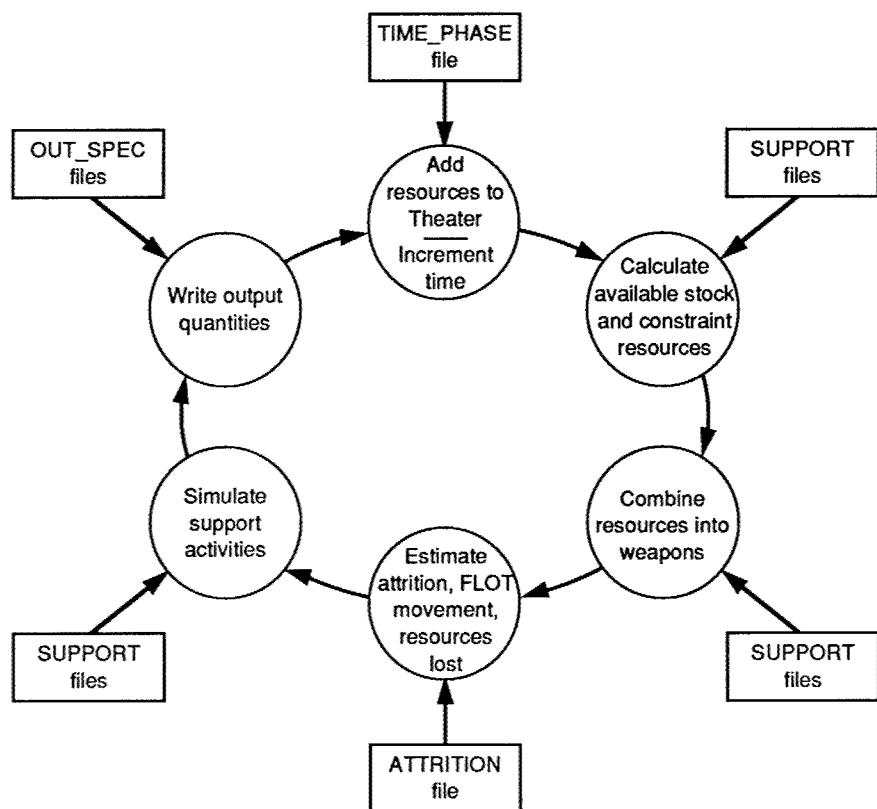 TIME_PHASE
file
OUT_SPEC
files
SUPPORT
files
Add
resources to
Theater
Increment
time
Write output
quantities
Calculate
available stock
and constraint
resources
Simulate
support
activities
Combine
resources into
weapons
Estimate
attrition, FLOT
movement,
resources
lost
SUPPORT
files
SUPPORT
files
ATTRITION
file